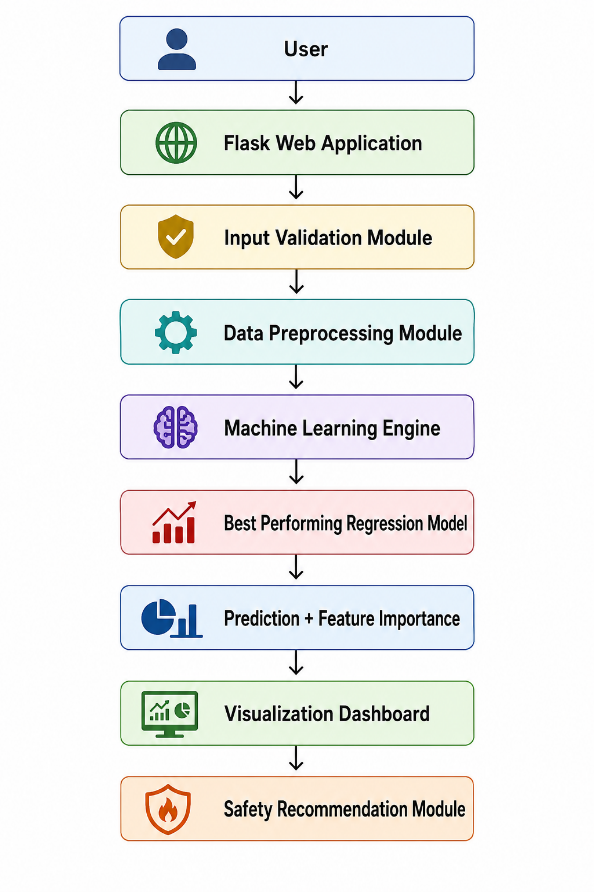 User
Flask Web Application
Input Validation Module
Data Preprocessing Module
Machine Learning Engine
Best Performing Regression Model
Prediction + Feature Importance
Visualization Dashboard
Safety Recommendation Module